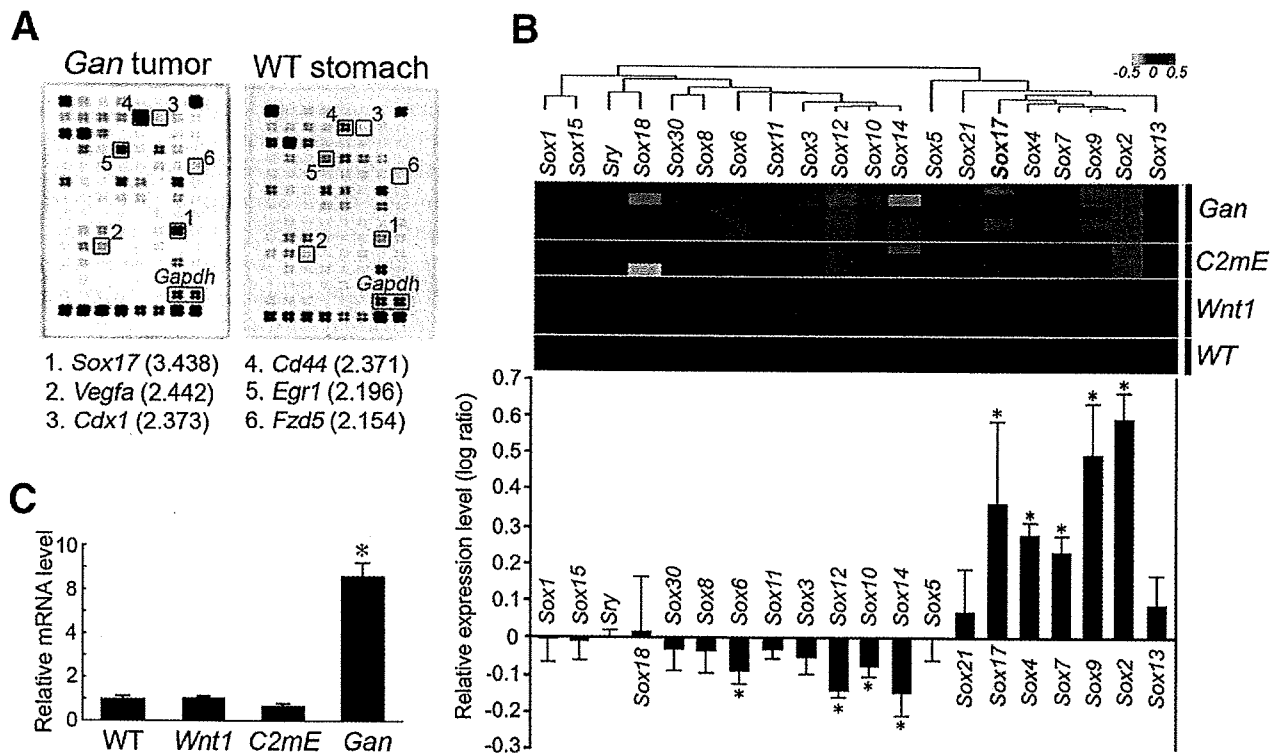 A
Gan tumor
WT stomach
4 3
5
6
1
2
Gapdh
4 3
5
6
1
2
Gapdh
1. Sox17 (3.438)
2. Vegfa (2.442)
3. Cdx1 (2.373)
4. Cd44 (2.371)
5. Egr1 (2.196)
6. Fzd5 (2.154)
B
-0.5 0 0.5
Sox1 Sox15 Sry Sox18 Sox30 Sox8 Sox6 Sox11 Sox3 Sox12 Sox10 Sox14 Sox5 Sox21 Sox17 Sox4 Sox7 Sox9 Sox2 Sox13
Gan
C2mE
Wnt1
WT
Relative expression level (log ratio)
0.7
0.6
0.5
0.4
0.3
0.2
0.1
0
-0.1
-0.2
-0.3
* * * * *
Sox1 Sox15 Sry Sox30 Sox8 Sox6 Sox11 Sox3 Sox12 Sox10 Sox14 Sox5
Sox18 Sox21 Sox17 Sox4 Sox7 Sox9 Sox2 Sox13
* * * *
C
Relative mRNA level
10
8
4
2
0
*
WT Wnt1 C2mE Gan